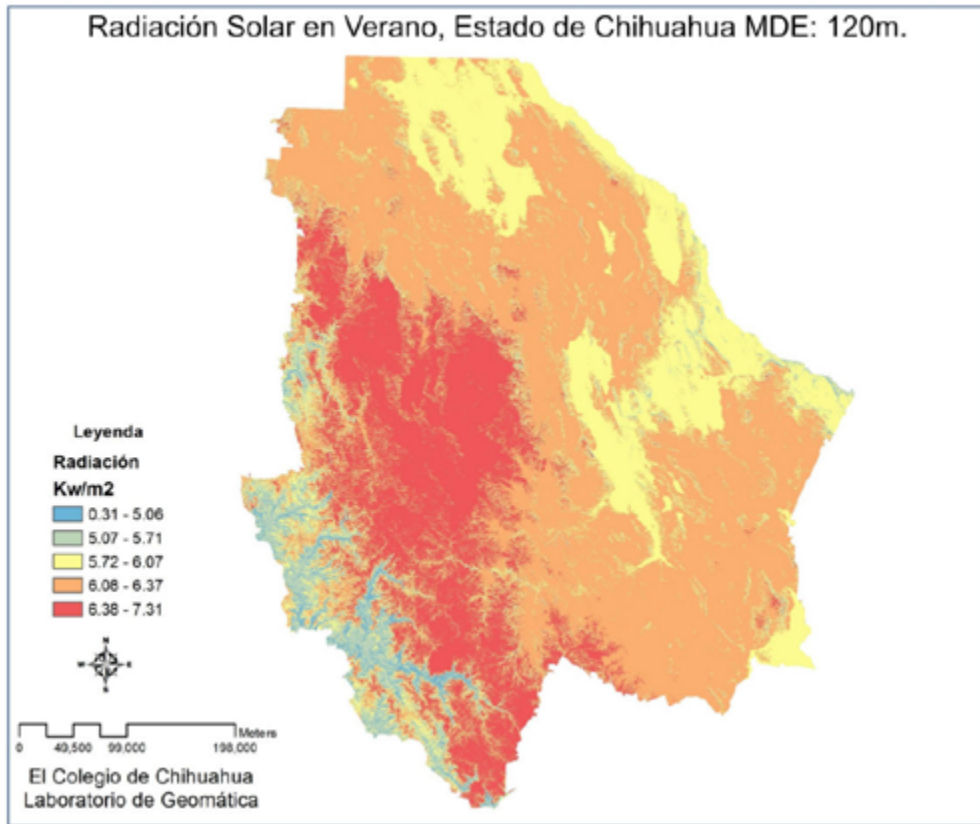 Radiación Solar en Verano, Estado de Chihuahua MDE: 120m.
Leyenda
Radiación
Kw/m2
0.31 - 5.06
5.07 - 5.71
5.72 - 6.07
6.08 - 6.37
6.38 - 7.31
N
W E
S
Meters
0 49,500 99,000 198,000
El Colegio de Chihuahua
Laboratorio de Geomática